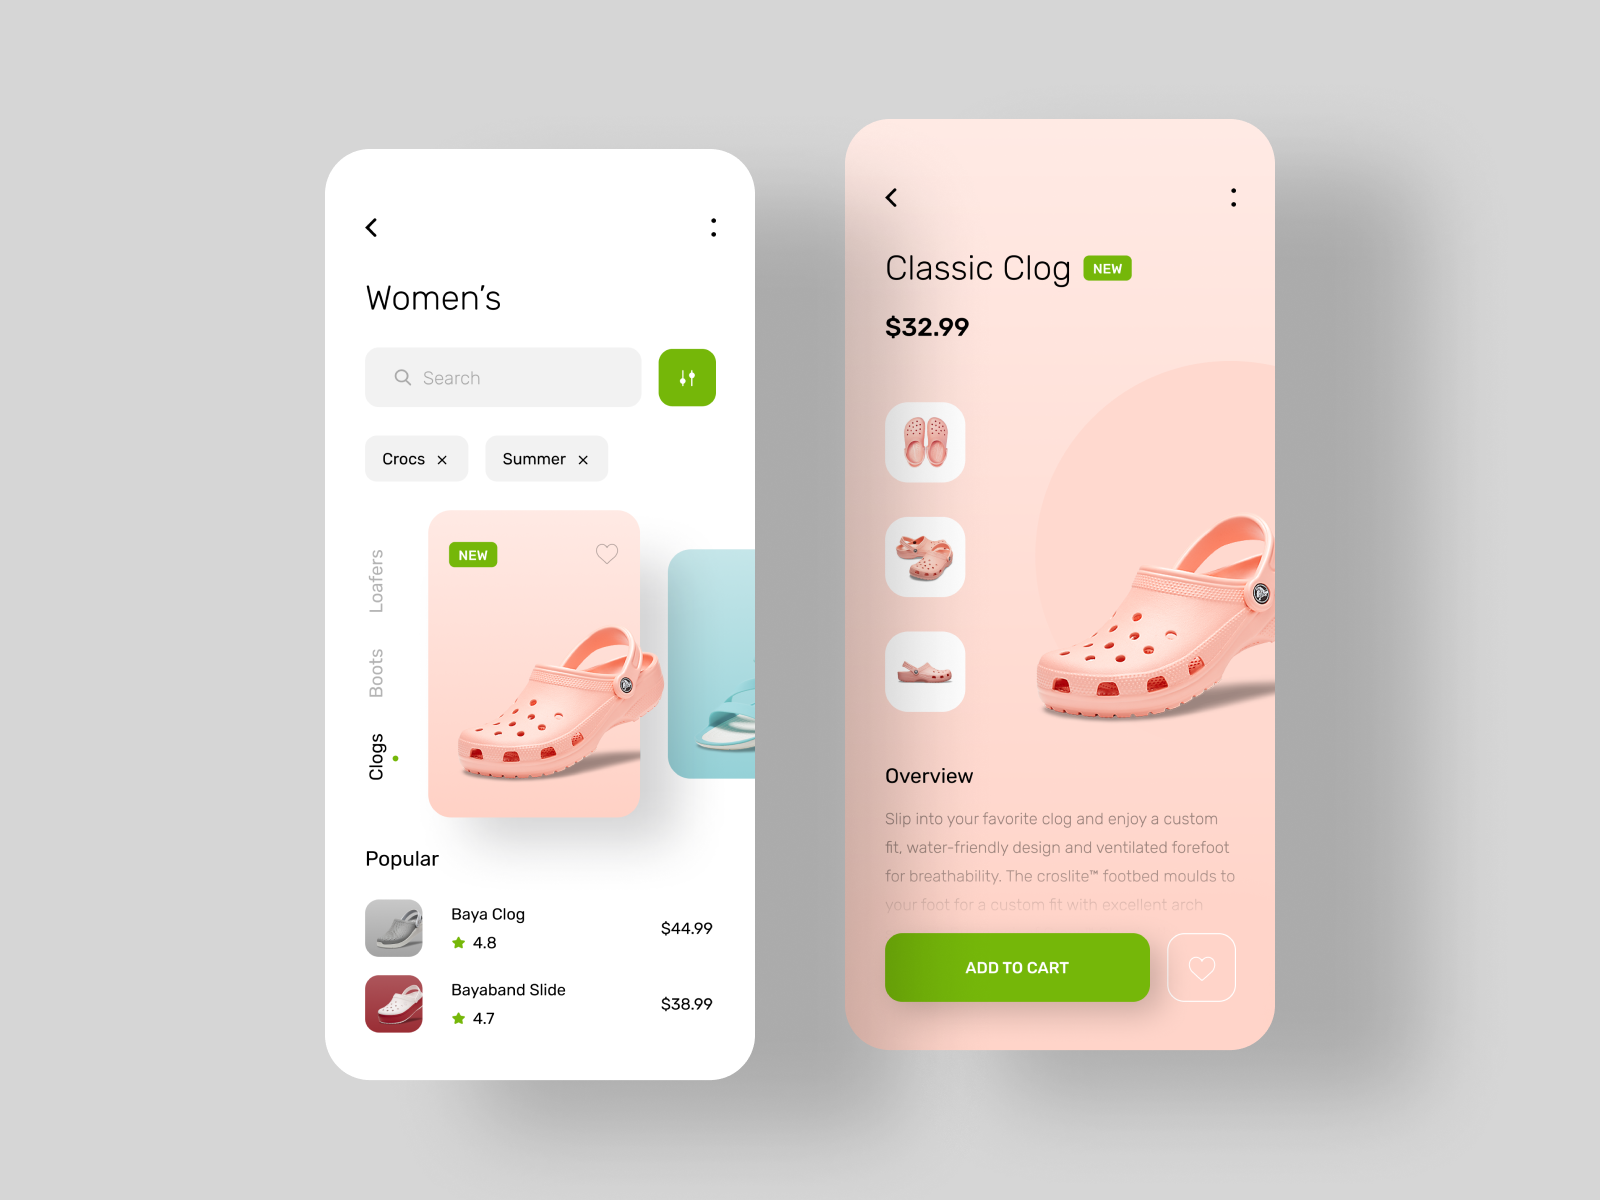 Women's
Search
Crocs
Summer
Loafers
Boots
Clogs
NEW
Popular
Baya Clog
4.8
$44.99
Bayaband Slide
4.7
$38.99
Classic Clog
NEW
$32.99
Overview
Slip into your favorite clog and enjoy a custom
fit, water-friendly design and ventilated forefoot
for breathability. The croslite™ footbed moulds to
your foot for a custom fit with excellent arch
ADD TO CART